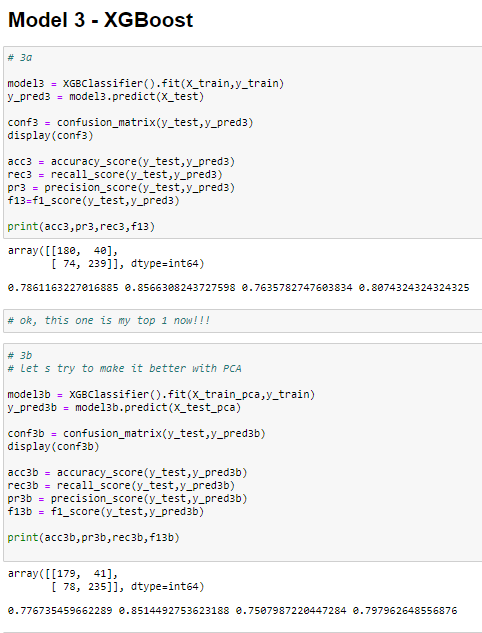 Model 3 - XGBoost
# 3a
model3 = XGBClassifier().fit(X_train,y_train)
y_pred3 = model3.predict(X_test)
conf3 = confusion_matrix(y_test,y_pred3)
display(conf3)
acc3 = accuracy_score(y_test,y_pred3)
rec3 = recall_score(y_test,y_pred3)
pr3 = precision_score(y_test,y_pred3)
f13=f1_score(y_test,y_pred3)
print(acc3,pr3,rec3,f13)
array([[180,  40],
       [ 74, 239]], dtype=int64)
0.7861163227016885 0.8566308243727598 0.7635782747603834 0.8074324324324325
# ok, this one is my top 1 now!!!
# 3b
# Let s try to make it better with PCA
model3b = XGBClassifier().fit(X_train_pca,y_train)
y_pred3b = model3b.predict(X_test_pca)
conf3b = confusion_matrix(y_test,y_pred3b)
display(conf3b)
acc3b = accuracy_score(y_test,y_pred3b)
rec3b = recall_score(y_test,y_pred3b)
pr3b = precision_score(y_test,y_pred3b)
f13b = f1_score(y_test,y_pred3b)
print(acc3b,pr3b,rec3b,f13b)
array([[179,  41],
       [ 78, 235]], dtype=int64)
0.776735459662289 0.8514492753623188 0.7507987220447284 0.797962648556876